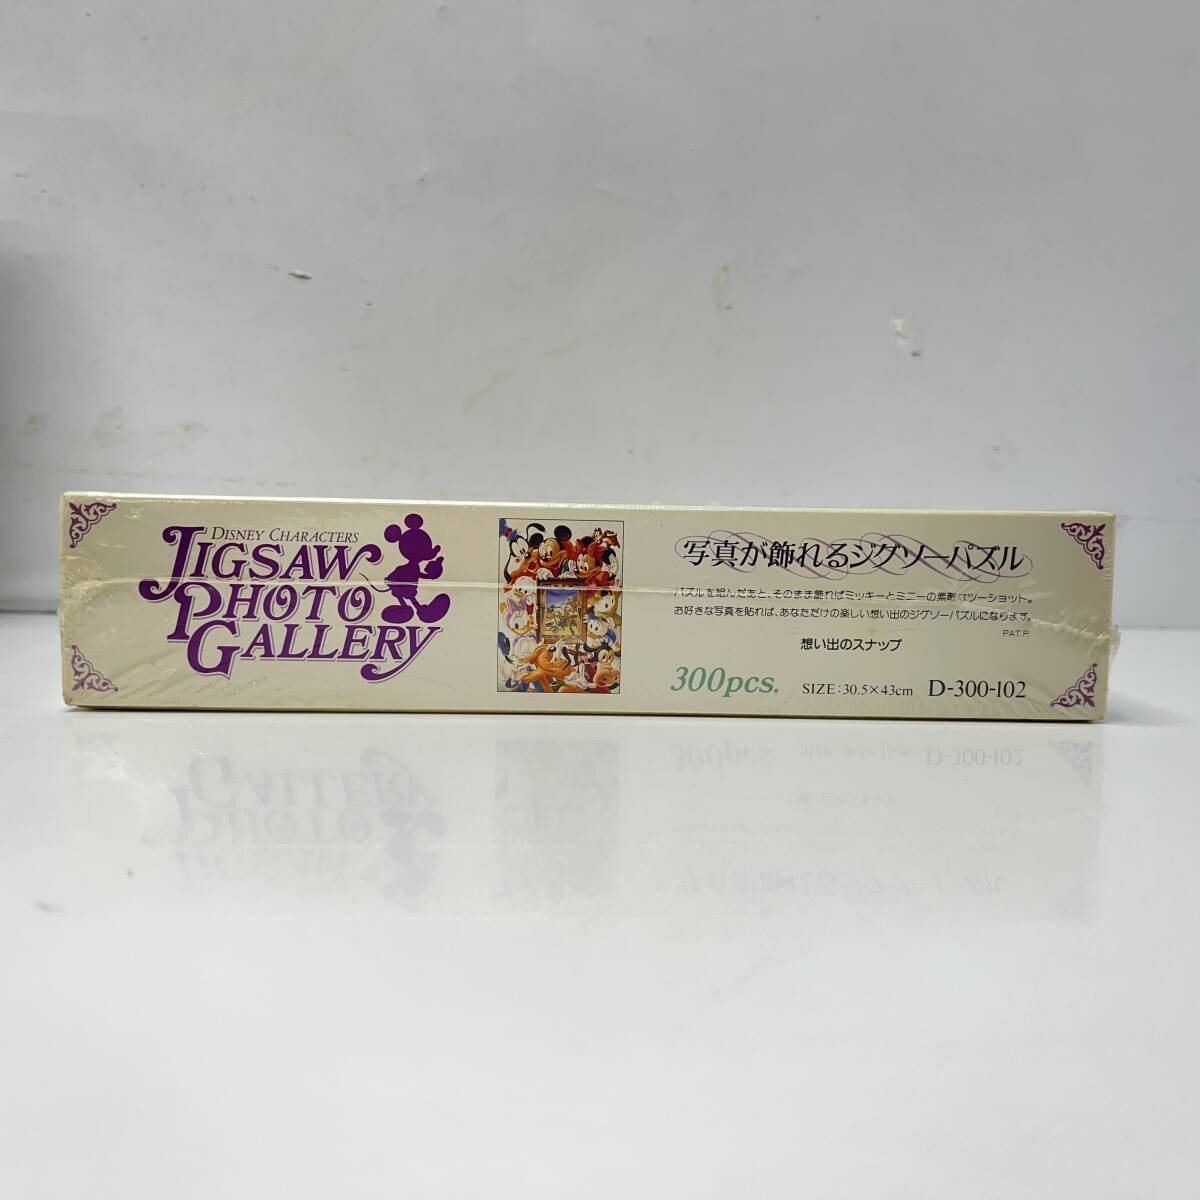 DISNEY CHARACTERS
JIGSAW
PHOTO
GALLERY
写真が飾れるジグソーパズル
パズルを組んだあと、そのまま飾ればミッキーとミニーの素敵なツーショット。
お好きな写真を貼れば、あなただけの楽しい想い出のジグソーパズルになります。
PAT.P.
想い出のスナップ
300pcs. SIZE:30.5×43cm D-300-102